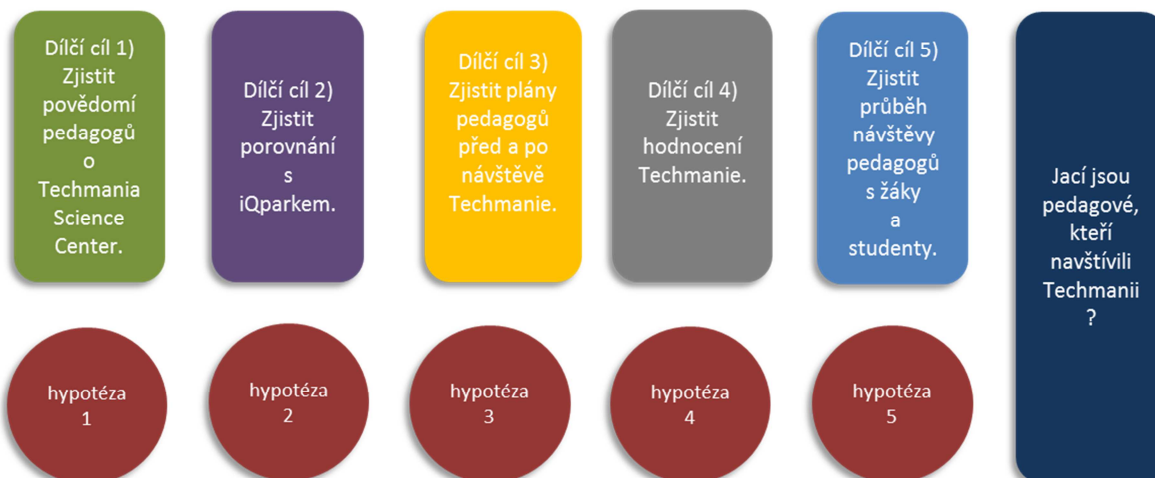 Dílčí cíl 1)
Zjistit
povědomí
pedagogů
o
Techmania
Science
Center.
Dílčí cíl 2)
Zjistit
porovnání
s
iQparkem.
Dílčí cíl 3)
Zjistit plány
pedagogů
před a po
návštěvě
Techmanie.
Dílčí cíl 4)
Zjistit
hodnocení
Techmanie.
Dílčí cíl 5)
Zjistit
průběh
návštěvy
pedagogů
s žáky
a
studenty.
Jací jsou
pedagové,
kteří
navštívili
Techmanii
?
hypotéza
1
hypotéza
2
hypotéza
3
hypotéza
4
hypotéza
5